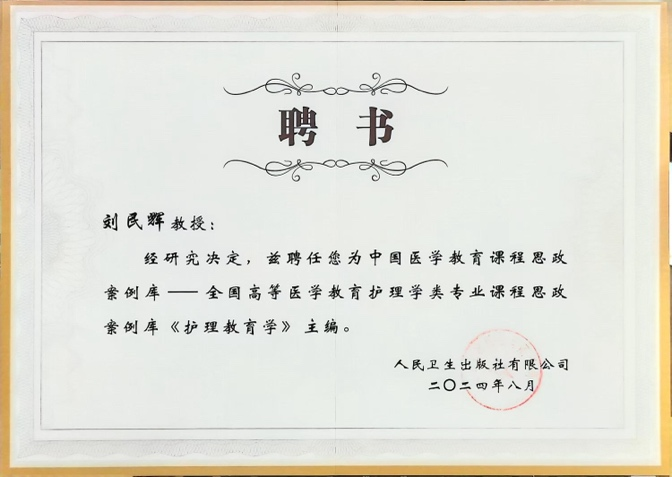 聘 书
刘民辉教授：
经研究决定，兹聘任您为中国医学教育课程思政
案例库——全国高等医学教育护理学类专业课程思政
案例库《护理教育学》主编。
人民卫生出版社有限公司
二〇二四年八月